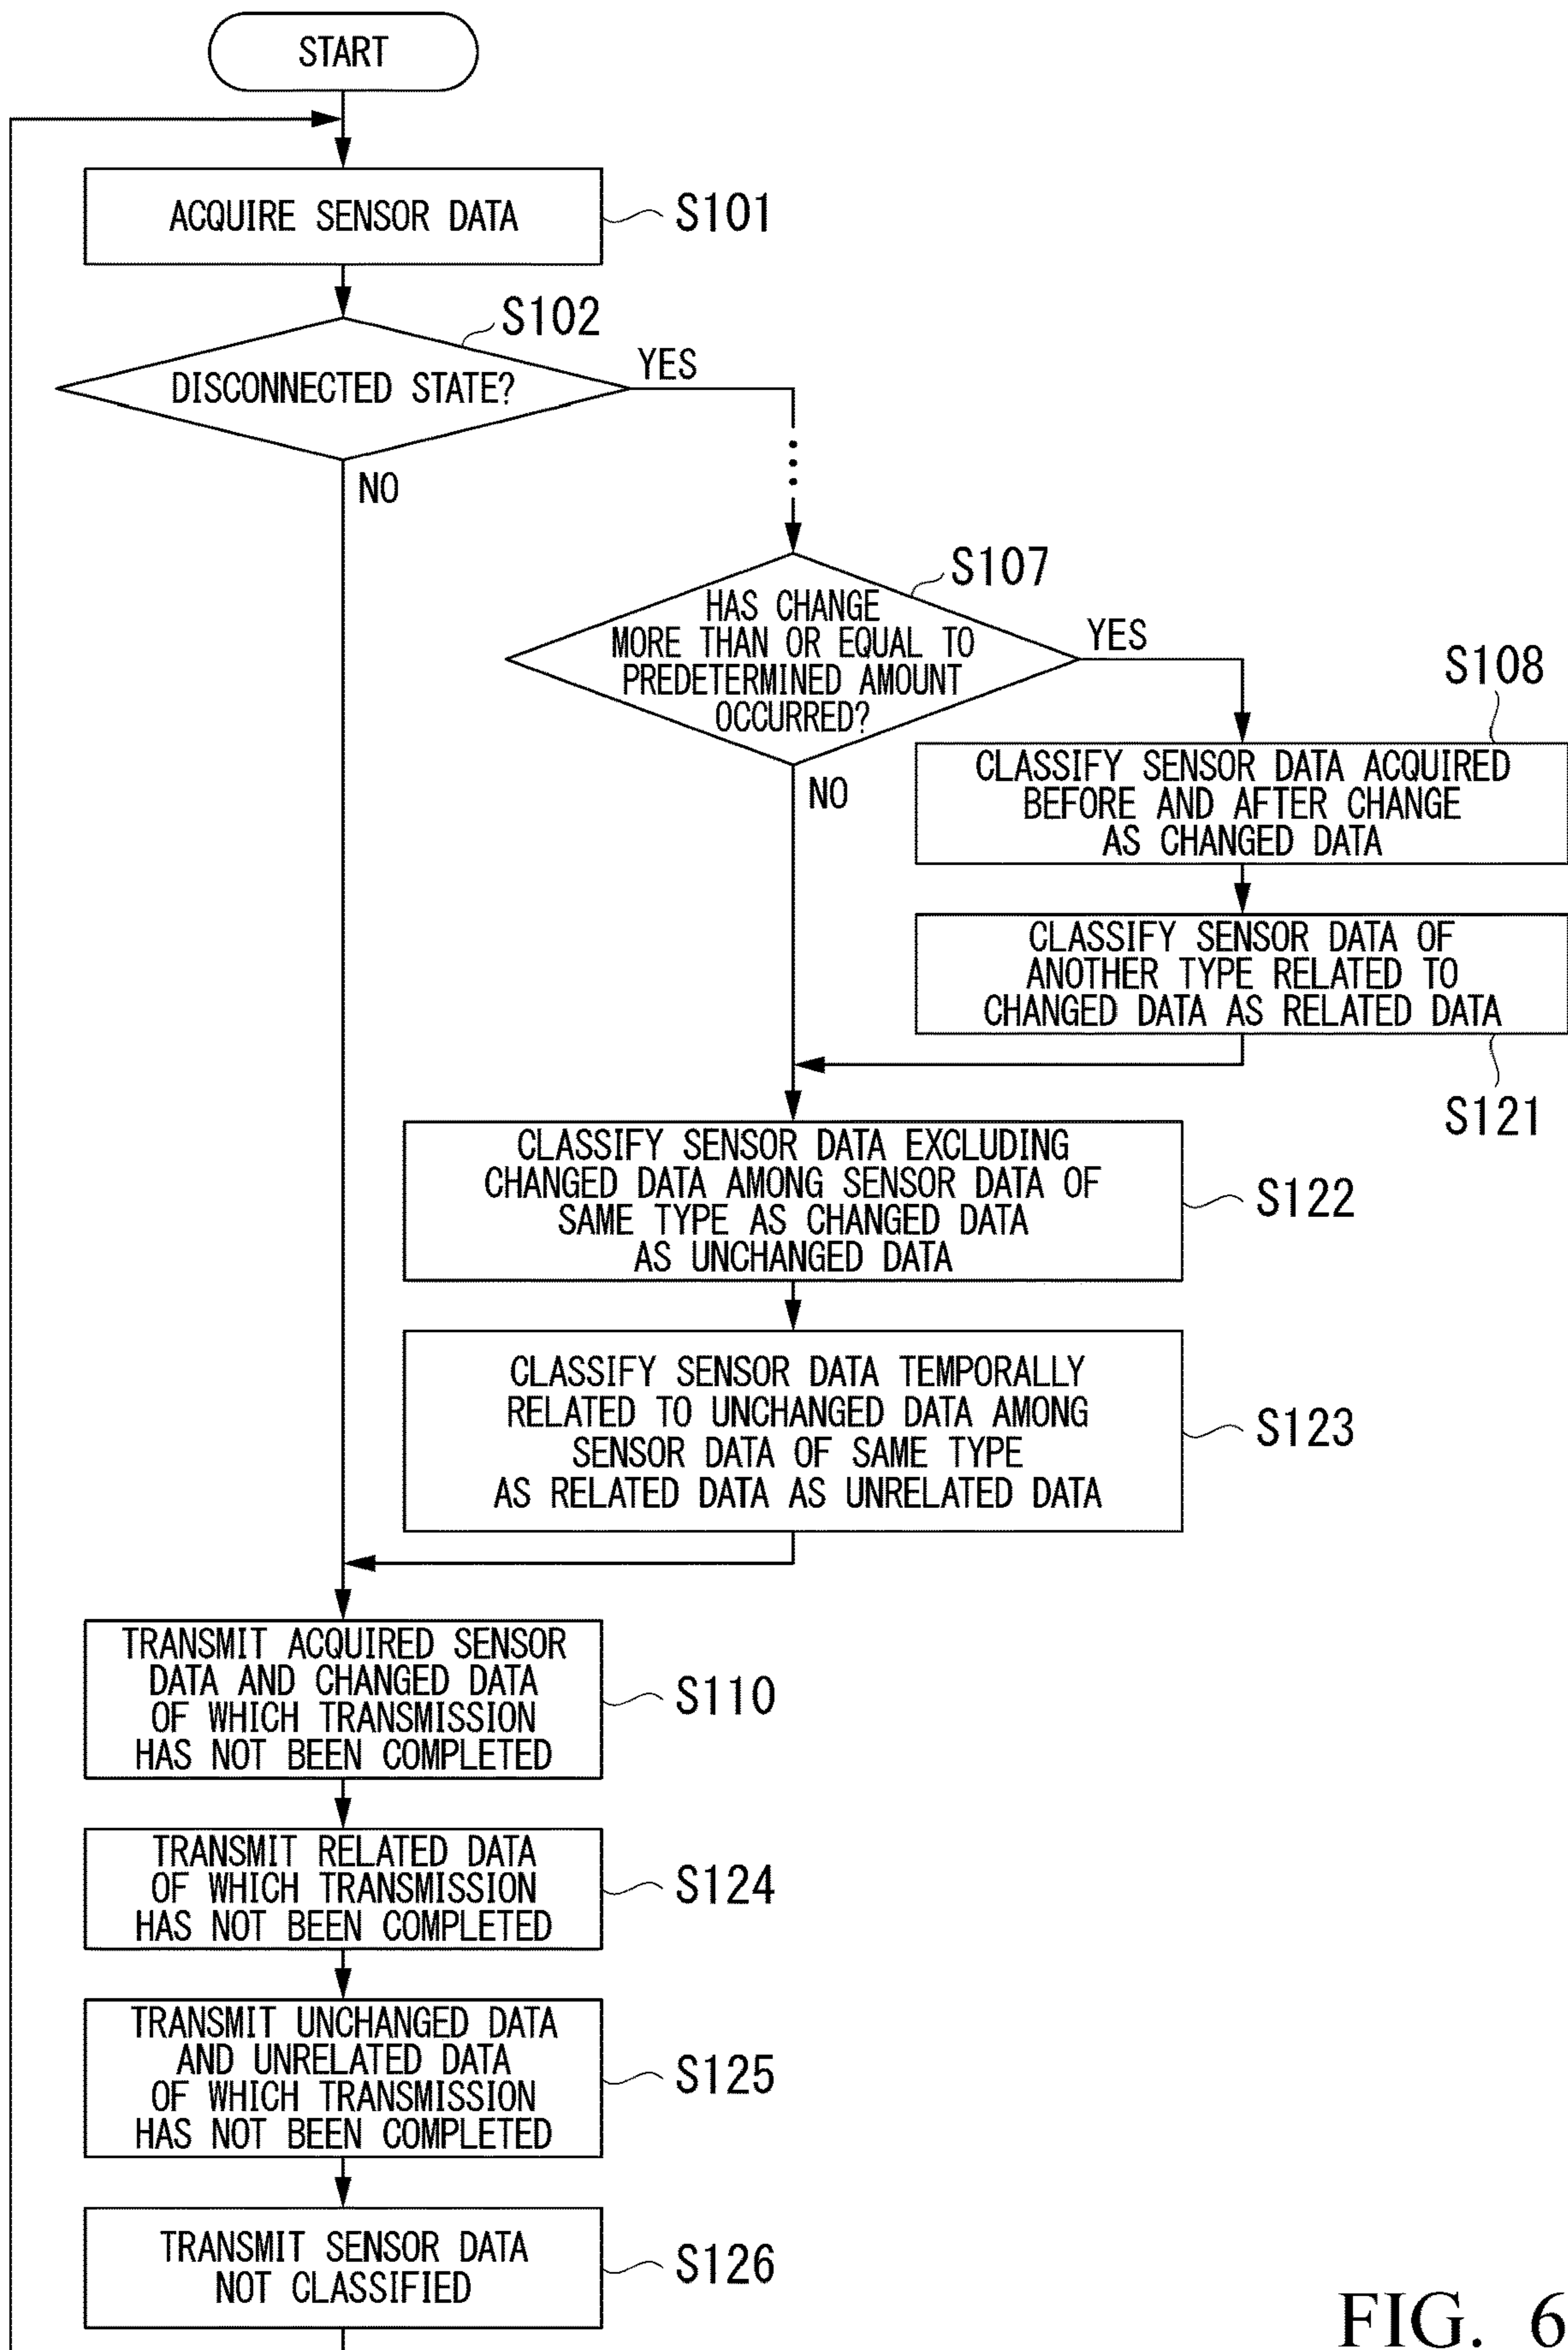 START
ACQUIRE SENSOR DATA
S101
S102
DISCONNECTED STATE?
YES
NO
S107
HAS CHANGE
MORE THAN OR EQUAL TO
PREDETERMINED AMOUNT
OCCURRED?
YES
NO
S108
CLASSIFY SENSOR DATA ACQUIRED
BEFORE AND AFTER CHANGE
AS CHANGED DATA
CLASSIFY SENSOR DATA OF
ANOTHER TYPE RELATED TO
CHANGED DATA AS RELATED DATA
S121
CLASSIFY SENSOR DATA EXCLUDING
CHANGED DATA AMONG SENSOR DATA OF
SAME TYPE AS CHANGED DATA
AS UNCHANGED DATA
S122
CLASSIFY SENSOR DATA TEMPORALLY
RELATED TO UNCHANGED DATA AMONG
SENSOR DATA OF SAME TYPE
AS RELATED DATA AS UNRELATED DATA
S123
TRANSMIT ACQUIRED SENSOR
DATA AND CHANGED DATA
OF WHICH TRANSMISSION
HAS NOT BEEN COMPLETED
S110
TRANSMIT RELATED DATA
OF WHICH TRANSMISSION
HAS NOT BEEN COMPLETED
S124
TRANSMIT UNCHANGED DATA
AND UNRELATED DATA
OF WHICH TRANSMISSION
HAS NOT BEEN COMPLETED
S125
TRANSMIT SENSOR DATA
NOT CLASSIFIED
S126
FIG. 6